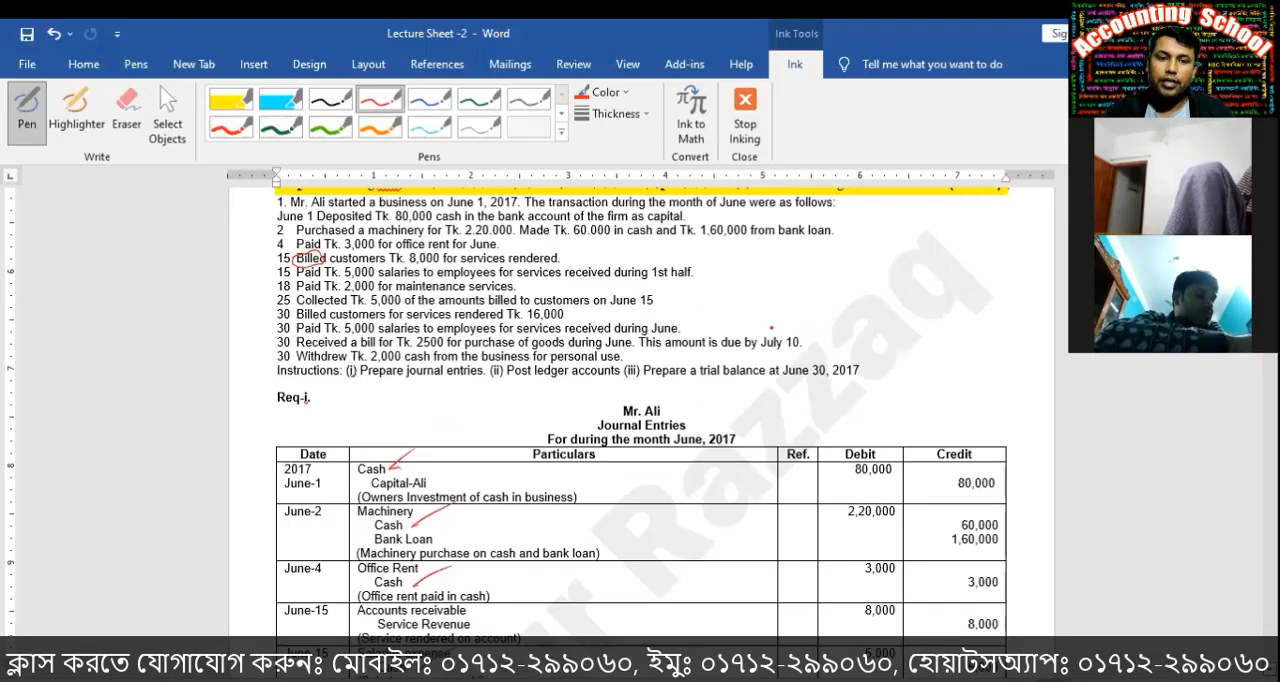 Lecture Sheet -2 - Word
Ink Tools
Sig
Accounting School
File Home Pens New Tab Insert Design Layout References Mailings Review View Add-ins Help Ink Tell me what you want to do
Pen Highlighter Eraser Select Objects
Color
Thickness
Ink to Math
Stop Inking
Write Pens Convert Close
1 2 3 4 5 6 7
1. Mr. Ali started a business on June 1, 2017. The transaction during the month of June were as follows:
June 1 Deposited Tk. 80,000 cash in the bank account of the firm as capital.
2 Purchased a machinery for Tk. 2.20.000. Made Tk. 60.000 in cash and Tk. 1,60,000 from bank loan.
4 Paid Tk. 3,000 for office rent for June.
15 Billed customers Tk. 8,000 for services rendered.
15 Paid Tk. 5,000 salaries to employees for services received during 1st half.
18 Paid Tk. 2,000 for maintenance services.
25 Collected Tk. 5,000 of the amounts billed to customers on June 15
30 Billed customers for services rendered Tk. 16,000
30 Paid Tk. 5,000 salaries to employees for services received during June.
30 Received a bill for Tk. 2500 for purchase of goods during June. This amount is due by July 10.
30 Withdrew Tk. 2,000 cash from the business for personal use.
Instructions: (i) Prepare journal entries. (ii) Post ledger accounts (iii) Prepare a trial balance at June 30, 2017
Req-i.
Mr. Ali
Journal Entries
For during the month June, 2017
Date Particulars Ref. Debit Credit
2017 Cash 80,000
June-1 Capital-Ali 80,000
(Owners Investment of cash in business)
June-2 Machinery 2,20,000
Cash 60,000
Bank Loan 1,60,000
(Machinery purchase on cash and bank loan)
June-4 Office Rent 3,000
Cash 3,000
(Office rent paid in cash)
June-15 Accounts receivable 8,000
Service Revenue 8,000
(Service rendered on account)
ক্লাস করতে যোগাযোগ করুনঃ মোবাইলঃ ০১৭১২-২৯৯০৬০, ইমুঃ ০১৭১২-২৯৯০৬০, হোয়াটসঅ্যাপঃ ০১৭১২-২৯৯০৬০.